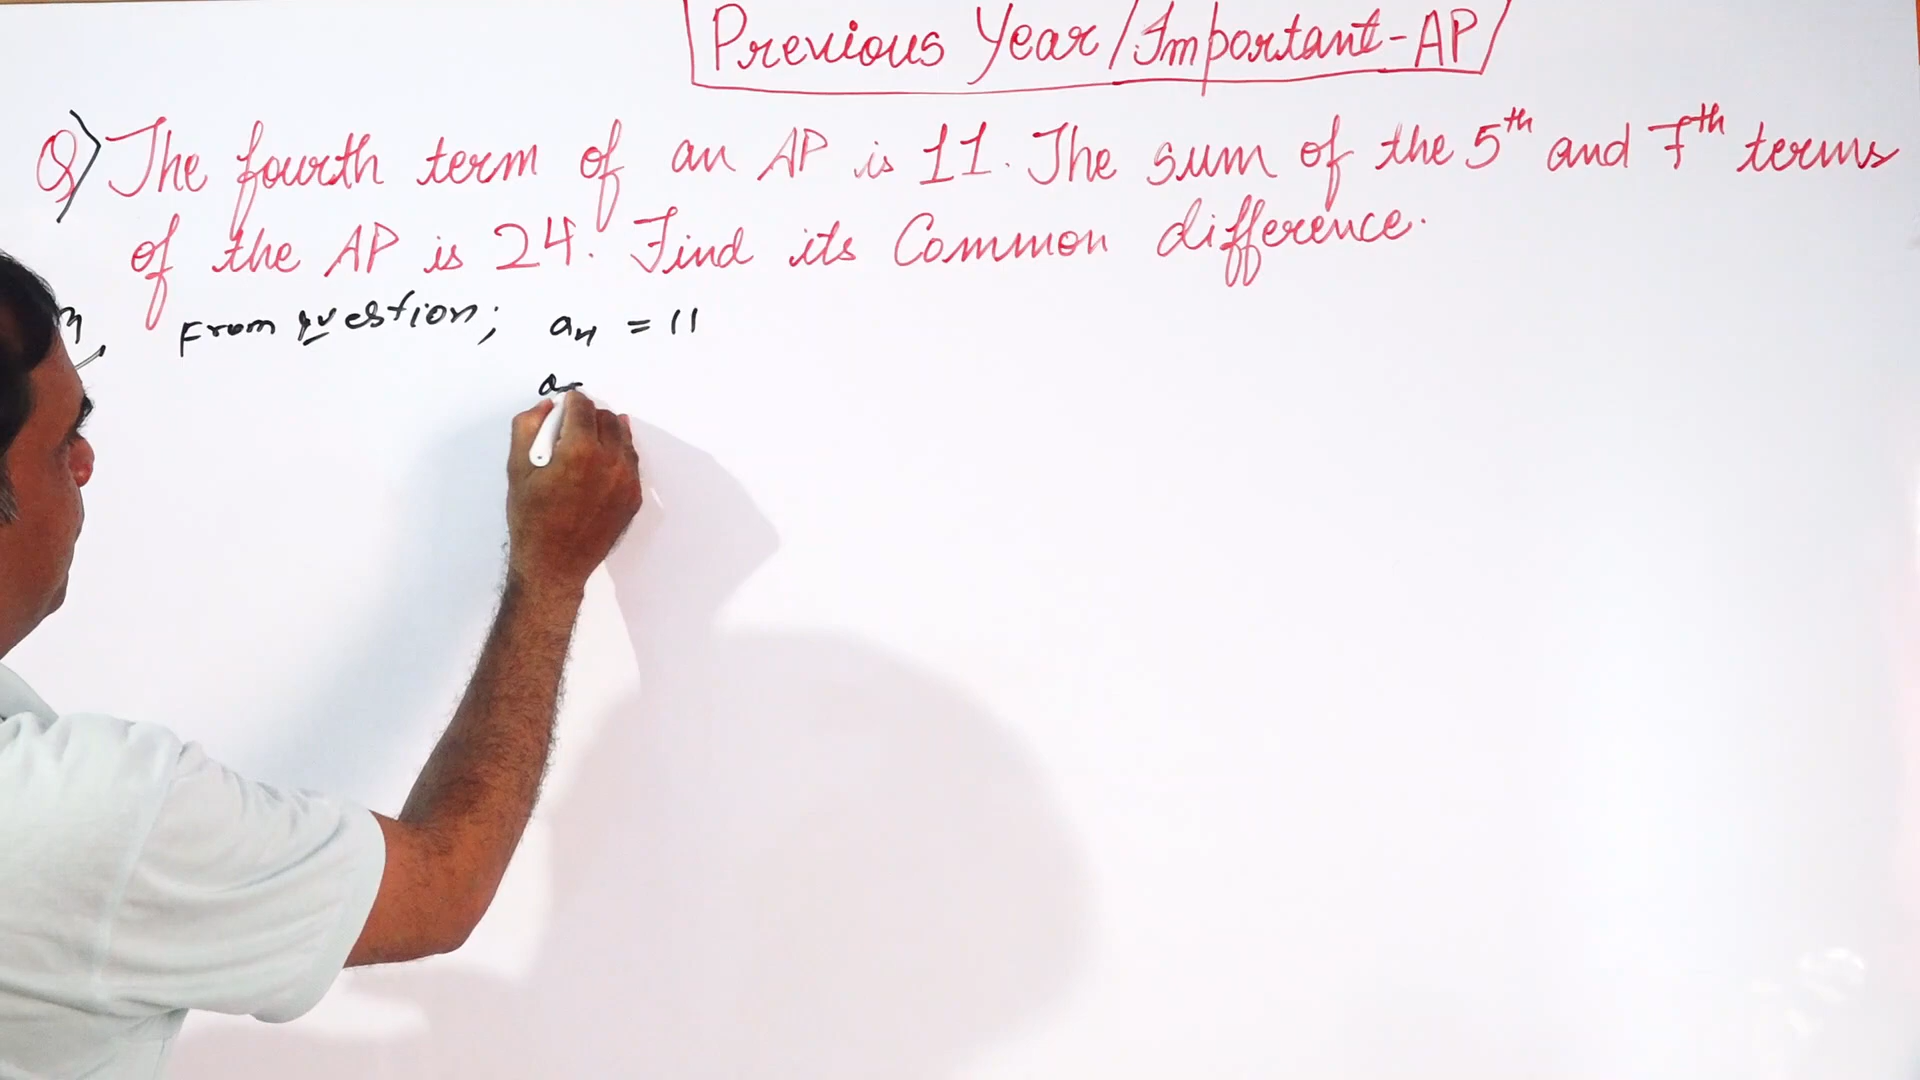 Previous Year/Important-AP
Q) The fourth term of an AP is 11. The sum of the 5th and 7th terms
of the AP is 24. Find its Common difference.
From question; a4 = 11
a